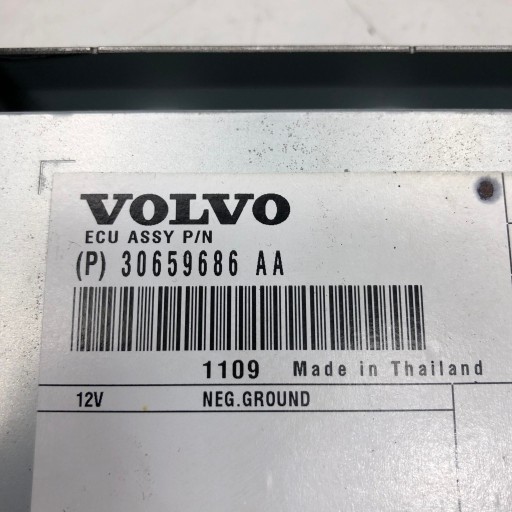 VOLVO
ECU ASSY P/N
(P) 30659686 AA
1109 Made in Thailand
12V NEG.GROUND